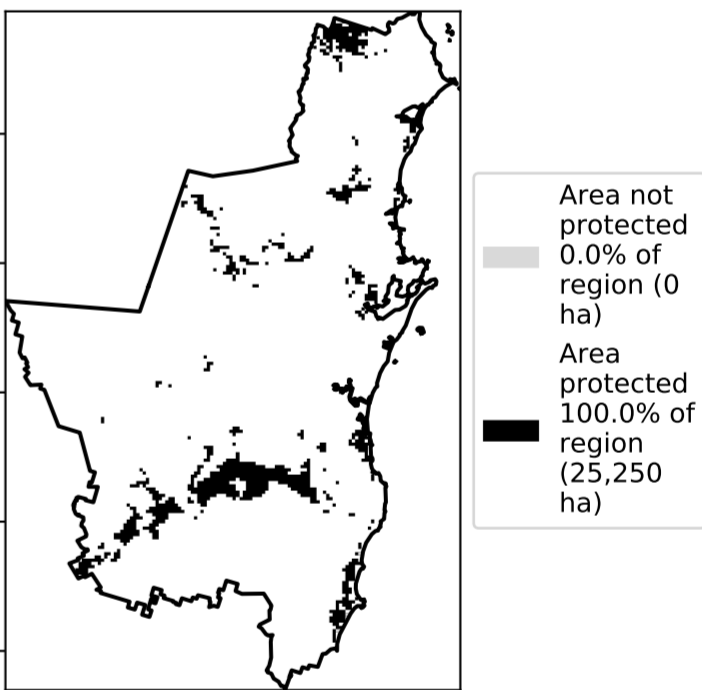 Area not
protected
0.0% of
region (0
ha)
Area
protected
100.0% of
region
(25,250
ha)